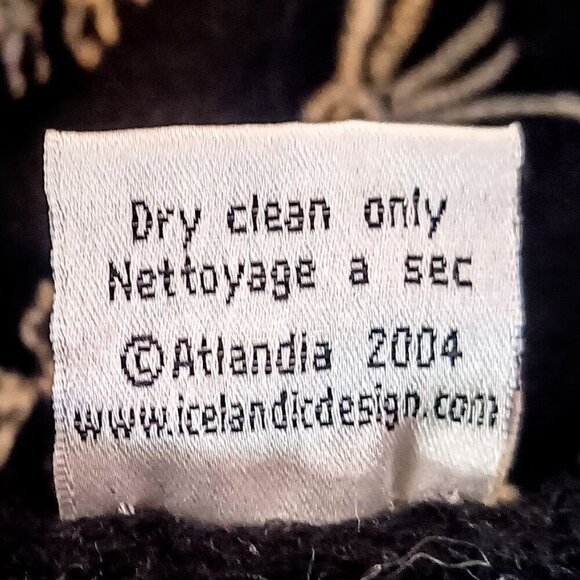 Dry clean only
Nettoyage a sec
©Atlandia 2004
www.icelandicdesign.com